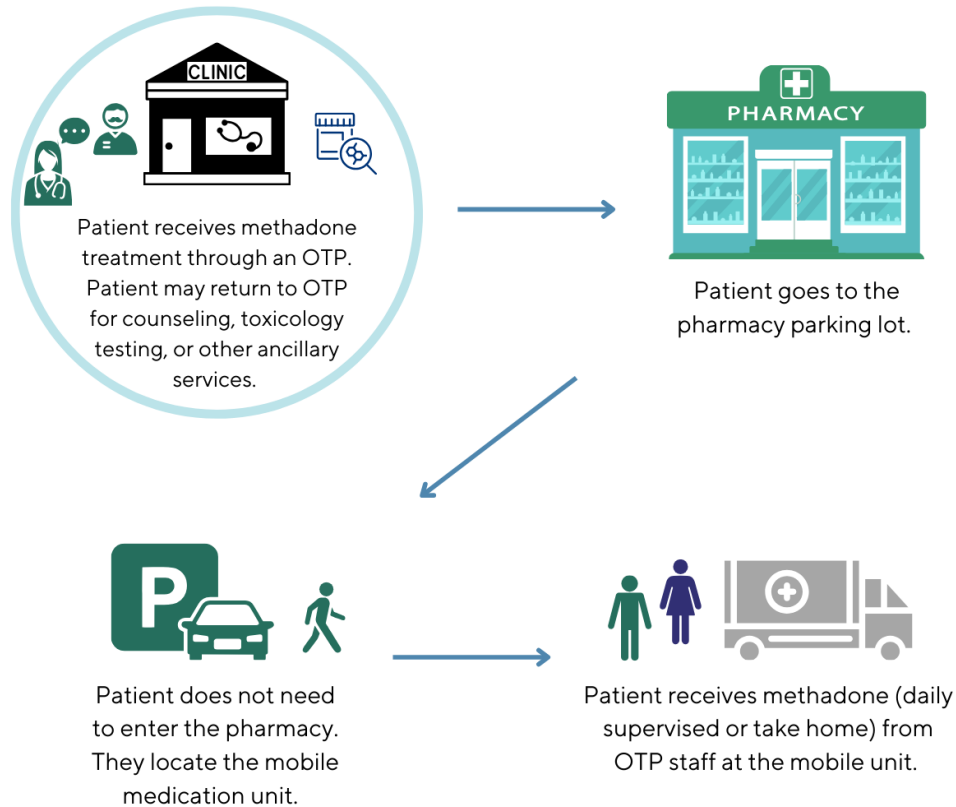 CLINIC
Patient receives methadone
treatment through an OTP.
Patient may return to OTP
for counseling, toxicology
testing, or other ancillary
services.
PHARMACY
Patient goes to the
pharmacy parking lot.
P
Patient does not need
to enter the pharmacy.
They locate the mobile
medication unit.
Patient receives methadone (daily
supervised or take home) from
OTP staff at the mobile unit.